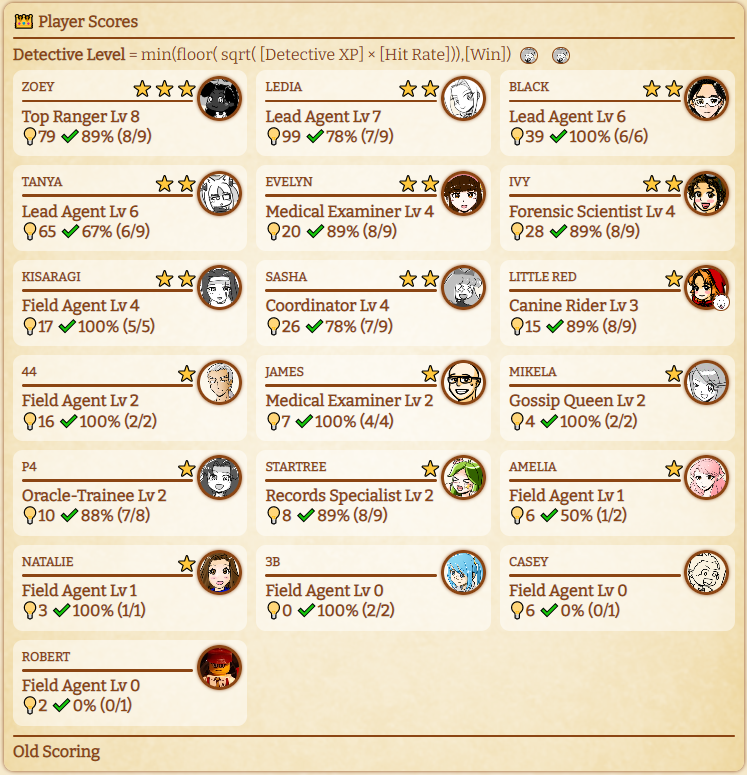 Player Scores
Detective Level = min(floor( sqrt( [Detective XP] × [Hit Rate])),[Win])
ZOEY
Top Ranger Lv 8
79 89% (8/9)
LEDIA
Lead Agent Lv 7
99 78% (7/9)
BLACK
Lead Agent Lv 6
39 100% (6/6)
TANYA
Lead Agent Lv 6
65 67% (6/9)
EVELYN
Medical Examiner Lv 4
20 89% (8/9)
IVY
Forensic Scientist Lv 4
28 89% (8/9)
KISARAGI
Field Agent Lv 4
17 100% (5/5)
SASHA
Coordinator Lv 4
26 78% (7/9)
LITTLE RED
Canine Rider Lv 3
15 89% (8/9)
44
Field Agent Lv 2
16 100% (2/2)
JAMES
Medical Examiner Lv 2
7 100% (4/4)
MIKELA
Gossip Queen Lv 2
4 100% (2/2)
P4
Oracle-Trainee Lv 2
10 88% (7/8)
STARTREE
Records Specialist Lv 2
8 89% (8/9)
AMELIA
Field Agent Lv 1
6 50% (1/2)
NATALIE
Field Agent Lv 1
3 100% (1/1)
3B
Field Agent Lv 0
0 100% (2/2)
CASEY
Field Agent Lv 0
6 0% (0/1)
ROBERT
Field Agent Lv 0
2 0% (0/1)
Old Scoring